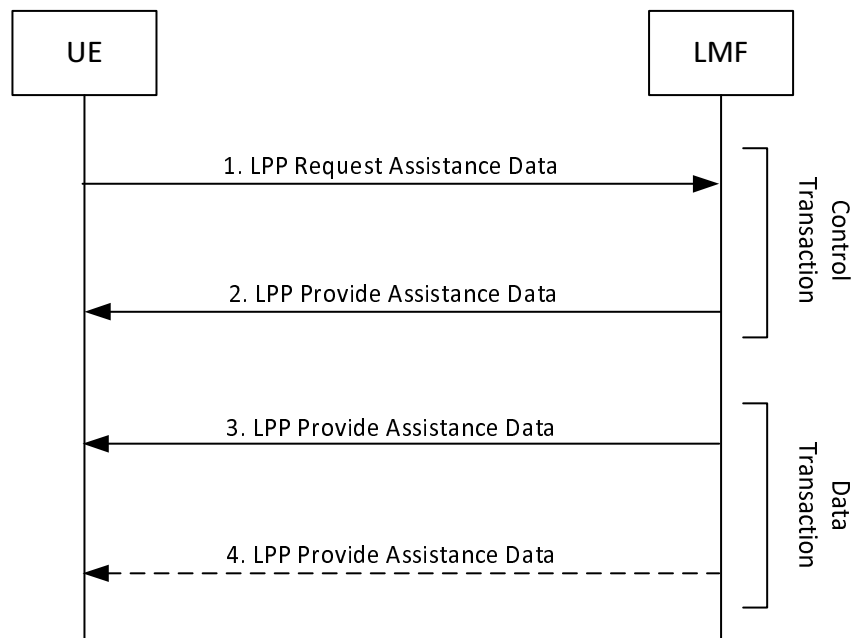 UE
LMF
1. LPP Request Assistance Data
2. LPP Provide Assistance Data
Control
Transaction
3. LPP Provide Assistance Data
4. LPP Provide Assistance Data
Data
Transaction